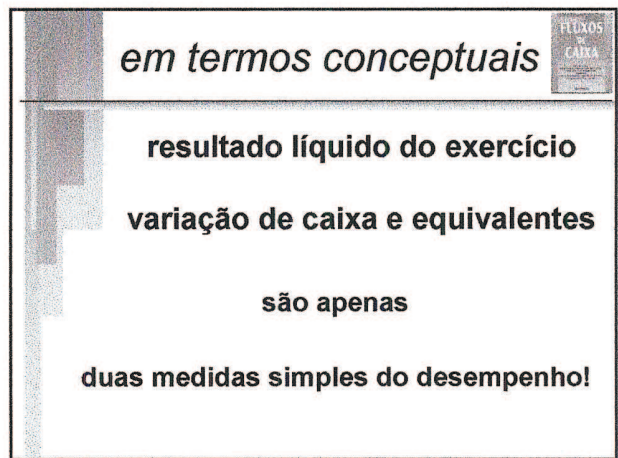 em termos conceptuais
FLUXOS
DE
CAIXA
resultado líquido do exercício
variação de caixa e equivalentes
são apenas
duas medidas simples do desempenho!